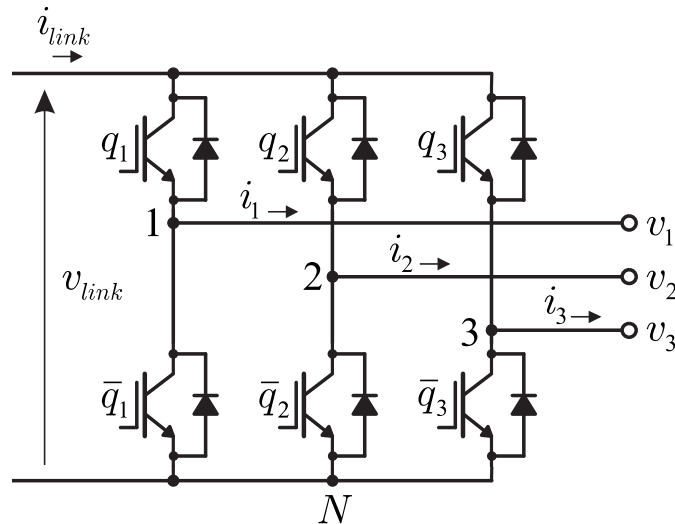 i_link
q₁ q₂ q₃
1 i₁ v₁
v_link 2 i₂ v₂
3 i₃ v₃
q̅₁ q̅₂ q̅₃
N